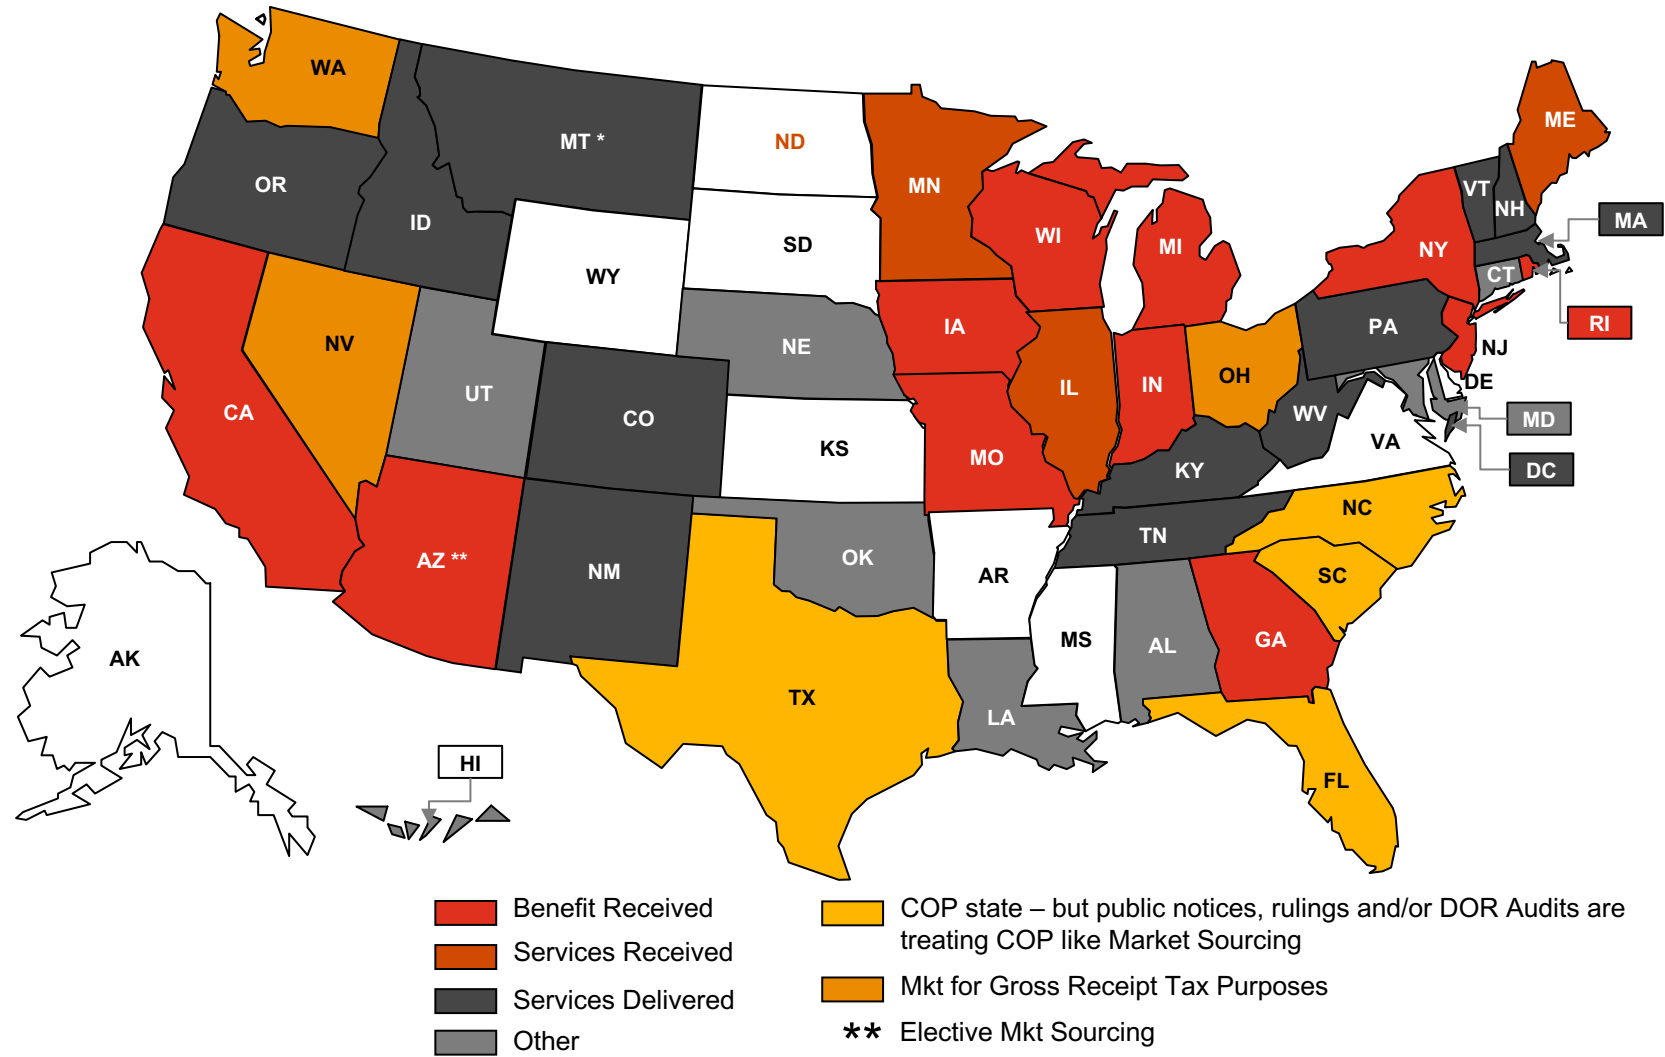 WA
MT *
ND
MN
ME
OR
ID
SD
WI
MI
NY
VT
NH
MA
WY
CT
RI
NV
UT
NE
IA
PA
NJ
CA
CO
KS
MO
IL
IN
OH
WV
DE
MD
VA
DC
KY
NC
AZ **
NM
OK
AR
TN
SC
AK
TX
LA
MS
AL
GA
HI
FL
Benefit Received
Services Received
Services Delivered
Other
COP state – but public notices, rulings and/or DOR Audits are
treating COP like Market Sourcing
Mkt for Gross Receipt Tax Purposes
** Elective Mkt Sourcing